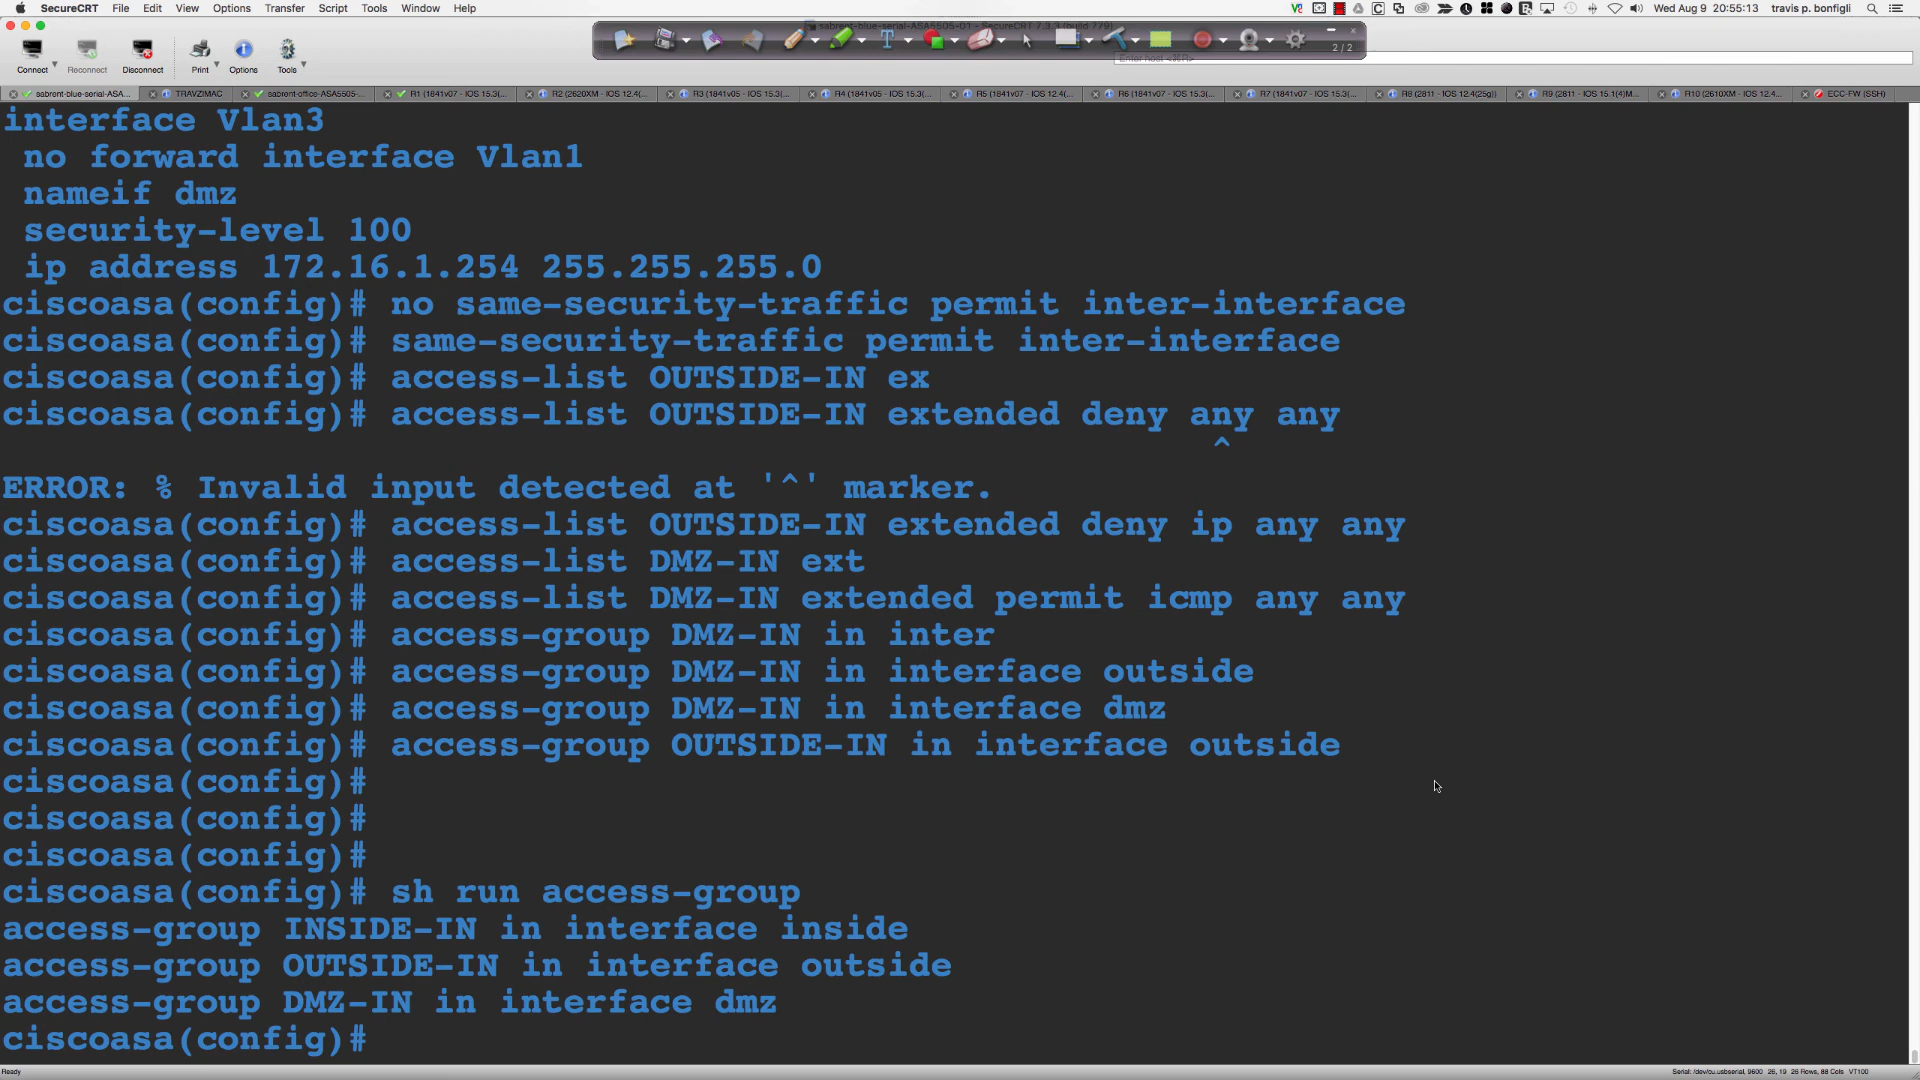 SecureCRT File Edit View Options Transfer Script Tools Window Help Wed Aug 9 20:55:13 travis p. bonfigli
sabrent-blue-serial-ASA5505-01 - SecureCRT 7.3.3 (build 779)
2 / 2
Enter host <⌘R>
Connect Reconnect Disconnect Print Options Tools
sabrent-blue-serial-ASA... TRAVZIMAC sabrent-office-ASA5505-... R1 (1841v07 - IOS 15.3(... R2 (2620XM - IOS 12.4(... R3 (1841v05 - IOS 15.3(... R4 (1841v05 - IOS 15.3(... R5 (1841v07 - IOS 12.4(... R6 (1841v07 - IOS 15.3(... R7 (1841v07 - IOS 15.3(... R8 (2811 - IOS 12.4(25g)) R9 (2811 - IOS 15.1(4)M... R10 (2610XM - IOS 12.4... ECC-FW (SSH)
interface Vlan3
 no forward interface Vlan1
 nameif dmz
 security-level 100
 ip address 172.16.1.254 255.255.255.0
ciscoasa(config)# no same-security-traffic permit inter-interface
ciscoasa(config)# same-security-traffic permit inter-interface
ciscoasa(config)# access-list OUTSIDE-IN ex
ciscoasa(config)# access-list OUTSIDE-IN extended deny any any
^
ERROR: % Invalid input detected at '^' marker.
ciscoasa(config)# access-list OUTSIDE-IN extended deny ip any any
ciscoasa(config)# access-list DMZ-IN ext
ciscoasa(config)# access-list DMZ-IN extended permit icmp any any
ciscoasa(config)# access-group DMZ-IN in inter
ciscoasa(config)# access-group DMZ-IN in interface outside
ciscoasa(config)# access-group DMZ-IN in interface dmz
ciscoasa(config)# access-group OUTSIDE-IN in interface outside
ciscoasa(config)#
ciscoasa(config)#
ciscoasa(config)#
ciscoasa(config)# sh run access-group
access-group INSIDE-IN in interface inside
access-group OUTSIDE-IN in interface outside
access-group DMZ-IN in interface dmz
ciscoasa(config)#
Ready Serial: /dev/cu.usbserial, 9600 26, 19 26 Rows, 88 Cols VT100